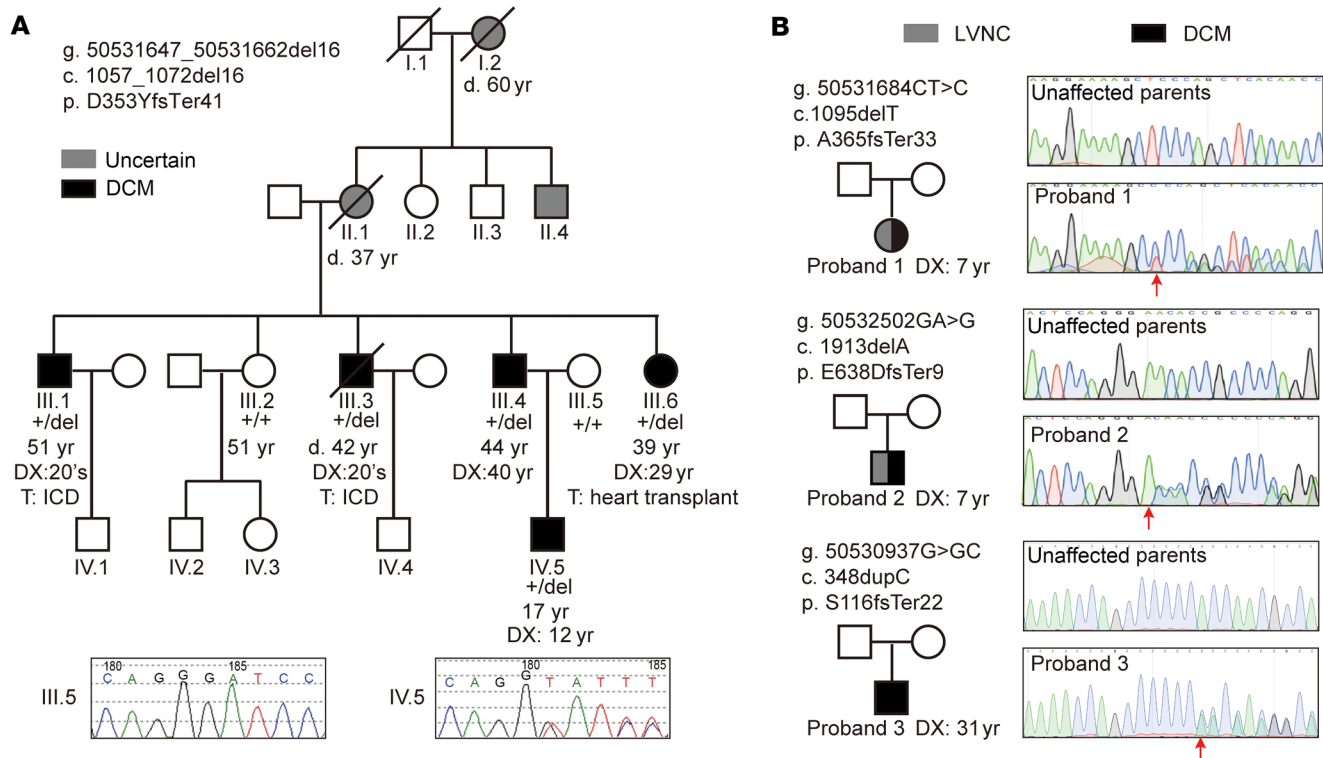 A
g. 50531647_50531662del16
c. 1057_1072del16
p. D353YfsTer41
Uncertain
DCM
I.1
I.2
d. 60 yr
II.1
II.2
II.3
II.4
d. 37 yr
III.1
+/del
51 yr
DX:20's
T: ICD
III.2
+/+
51 yr
III.3
+/del
d. 42 yr
DX:20's
T: ICD
III.4
+/del
44 yr
DX:40 yr
III.5
+/+
III.6
+/del
39 yr
DX:29 yr
T: heart transplant
IV.1
IV.2
IV.3
IV.4
IV.5
+/del
17 yr
DX: 12 yr
III.5
180 185
C A G G G A T C C
IV.5
180 185
C A G G T A T T T
B
LVNC
DCM
g. 50531684CT>C
c.1095delT
p. A365fsTer33
Proband 1 DX: 7 yr
A A G G A A A A G C T C C C A G C T C A C A A C C
Unaffected parents
Proband 1
g. 50532502GA>G
c. 1913delA
p. E638DfsTer9
Proband 2 DX: 7 yr
A C T C C A G G G A A C A C C G C C C C A G G
Unaffected parents
Proband 2
g. 50530937G>GC
c. 348dupC
p. S116fsTer22
Proband 3 DX: 31 yr
Unaffected parents
Proband 3